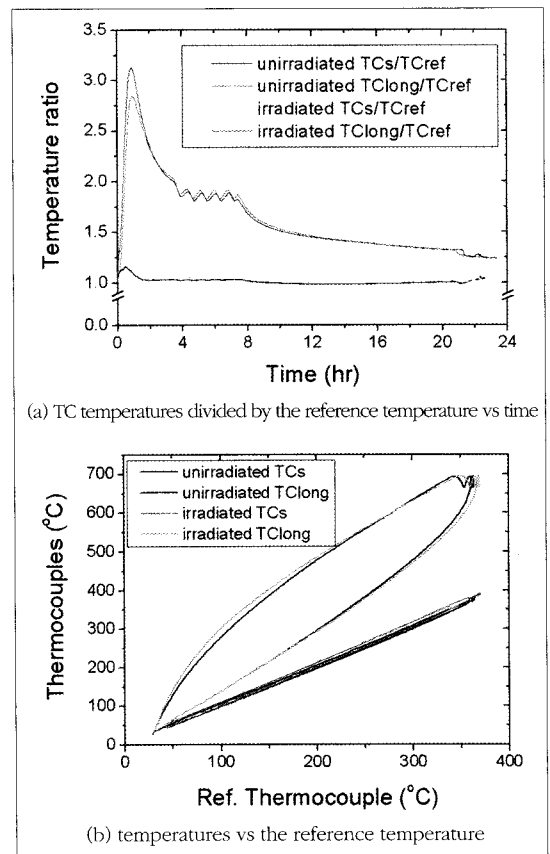 unirradiated TCs/TCref
unirradiated TClong/TCref
irradiated TCs/TCref
irradiated TClong/TCref
Temperature ratio
3.5
3.0
2.5
2.0
1.5
1.0
0.0
0 4 8 12 16 20 24
Time (hr)
(a) TC temperatures divided by the reference temperature vs time
unirradiated TCs
unirradiated TClong
irradiated TCs
irradiated TClong
Thermocouples (°C)
700
600
500
400
300
200
100
0
0 100 200 300 400
Ref. Thermocouple (°C)
(b) temperatures vs the reference temperature